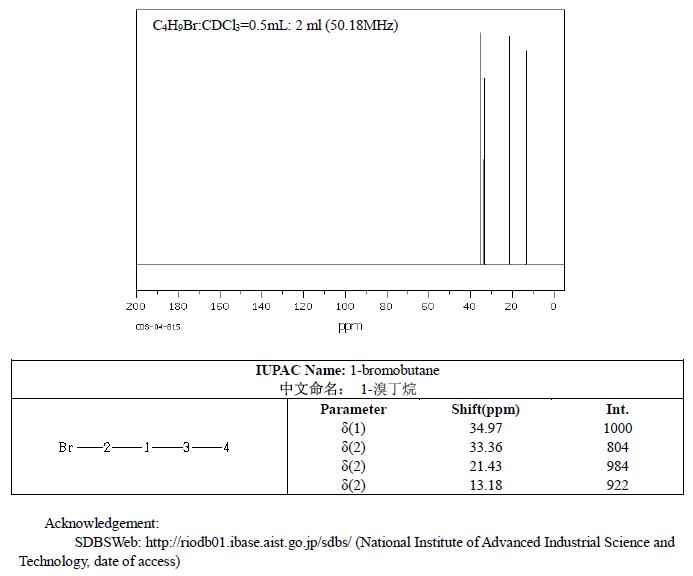 C₄H₉Br:CDCl₃=0.5mL: 2 ml (50.18MHz)
200 180 160 140 120 100 80 60 40 20 0
CDS-04-815
ppm
IUPAC Name: 1-bromobutane
中文命名： 1-溴丁烷
Parameter Shift(ppm) Int.
δ(1) 34.97 1000
Br—2—1—3—4
δ(2) 33.36 804
δ(2) 21.43 984
δ(2) 13.18 922
Acknowledgement:
SDBSWeb: http://riodb01.ibase.aist.go.jp/sdbs/ (National Institute of Advanced Industrial Science and
Technology, date of access)